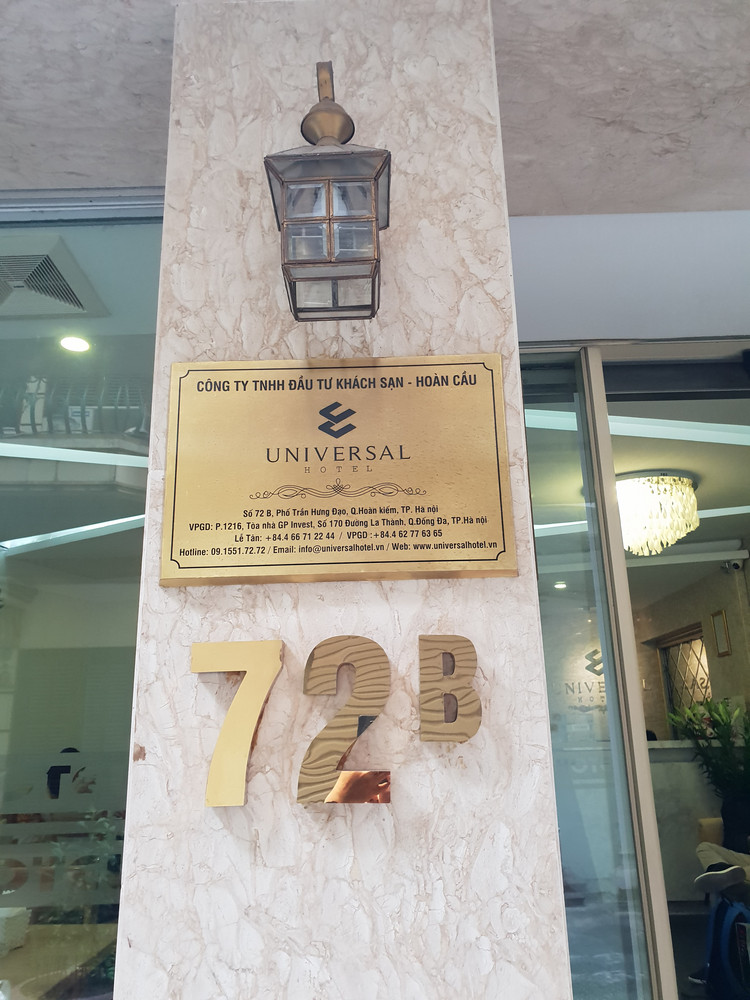 CÔNG TY TNHH ĐẦU TƯ KHÁCH SẠN - HOÀN CẦU
UNIVERSAL
HOTEL
Số 72 B, Phố Trần Hưng Đạo, Q.Hoàn kiếm, TP. Hà nội
VPGD: P.1216, Tòa nhà GP Invest, Số 170 Đường La Thành, Q.Đống Đa, TP.Hà nội
Lễ Tân: +84.4 66 71 22 44 / VPGD :+84.4 62 77 63 65
Hotline: 09.1551.72.72 / Email: info@universalhotel.vn / Web: www.universalhotel.vn
72B